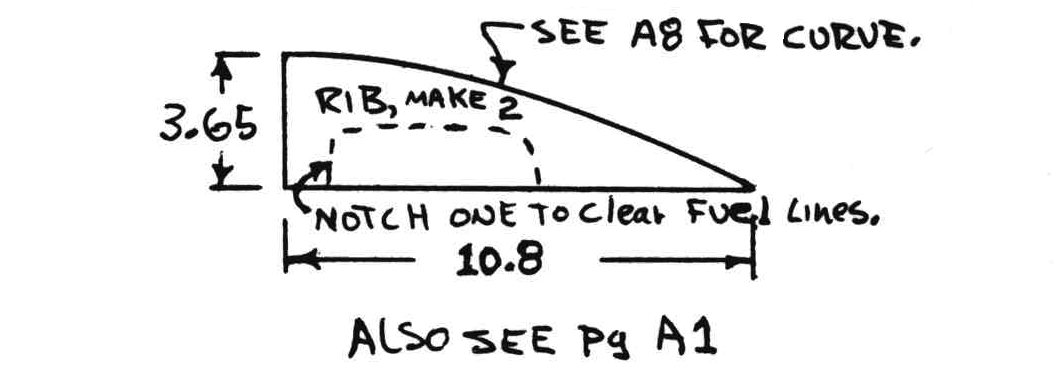 SEE A8 FOR CURVE.
RIB, MAKE 2
3.65
NOTCH ONE TO Clear FUEl LINES.
10.8
ALSO SEE Pg A1